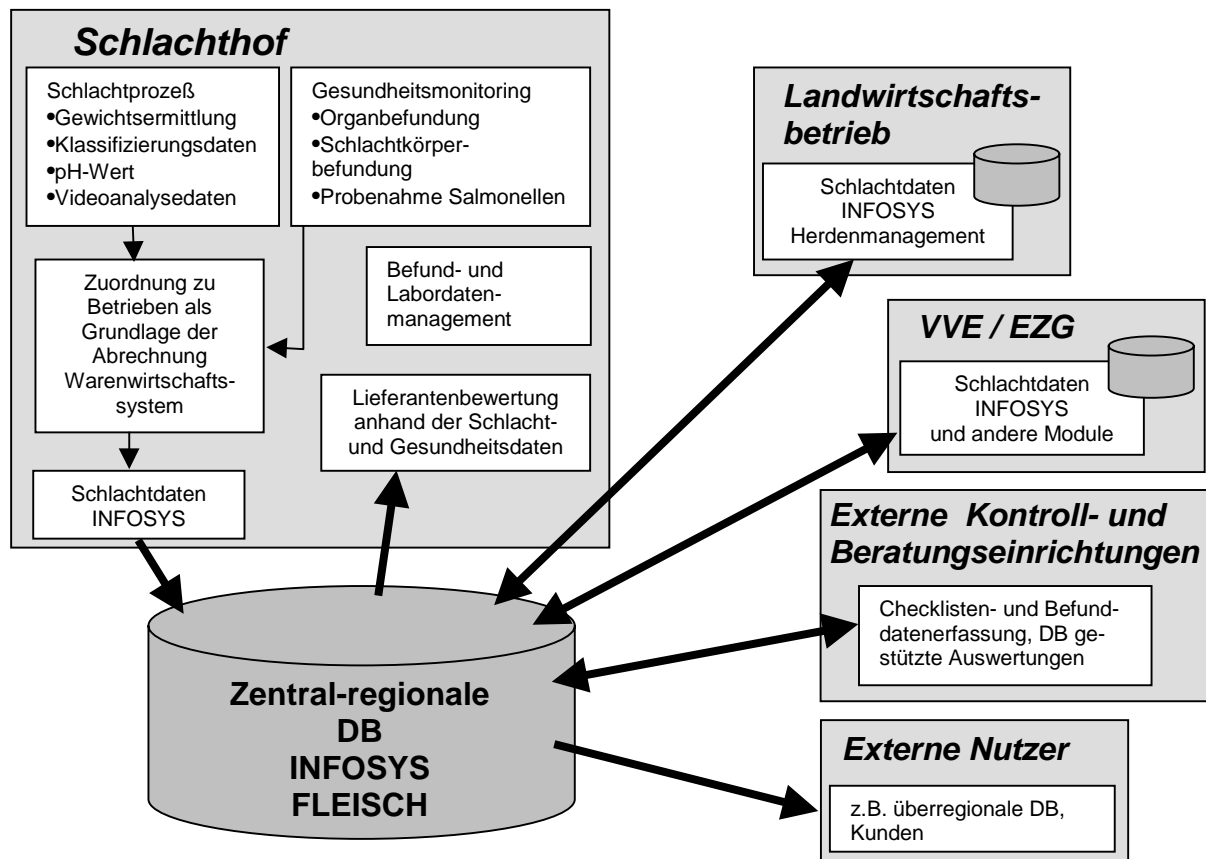 Schlachthof
Schlachtprozeß
•Gewichtsermittlung
•Klassifizierungsdaten
•pH-Wert
•Videoanalysedaten
Gesundheitsmonitoring
•Organbefundung
•Schlachtkörper-
befundung
•Probenahme Salmonellen
Zuordnung zu
Betrieben als
Grundlage der
Abrechnung
Warenwirtschafts-
system
Befund- und
Labordaten-
management
Lieferantenbewertung
anhand der Schlacht-
und Gesundheitsdaten
Schlachtdaten
INFOSYS
Zentral-regionale
DB
INFOSYS
FLEISCH
Landwirtschafts-
betrieb
Schlachtdaten
INFOSYS
Herdenmanagement
VVE / EZG
Schlachtdaten
INFOSYS
und andere Module
Externe Kontroll- und
Beratungseinrichtungen
Checklisten- und Befund-
datenerfassung, DB ge-
stützte Auswertungen
Externe Nutzer
z.B. überregionale DB,
Kunden